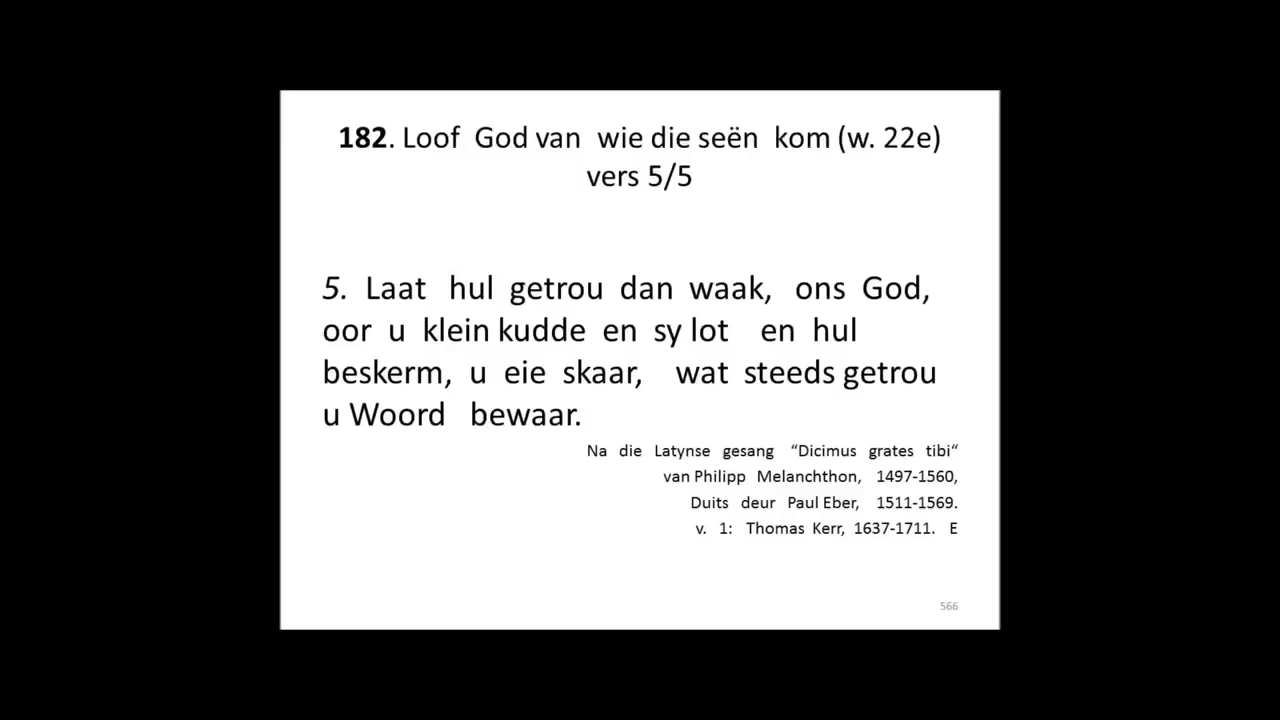 182. Loof God van wie die seën kom (w. 22e)
vers 5/5
5. Laat hul getrou dan waak, ons God,
oor u klein kudde en sy lot en hul
beskerm, u eie skaar, wat steeds getrou
u Woord bewaar.
Na die Latynse gesang “Dicimus grates tibi“
van Philipp Melanchthon, 1497-1560,
Duits deur Paul Eber, 1511-1569.
v. 1: Thomas Kerr, 1637-1711. E
566